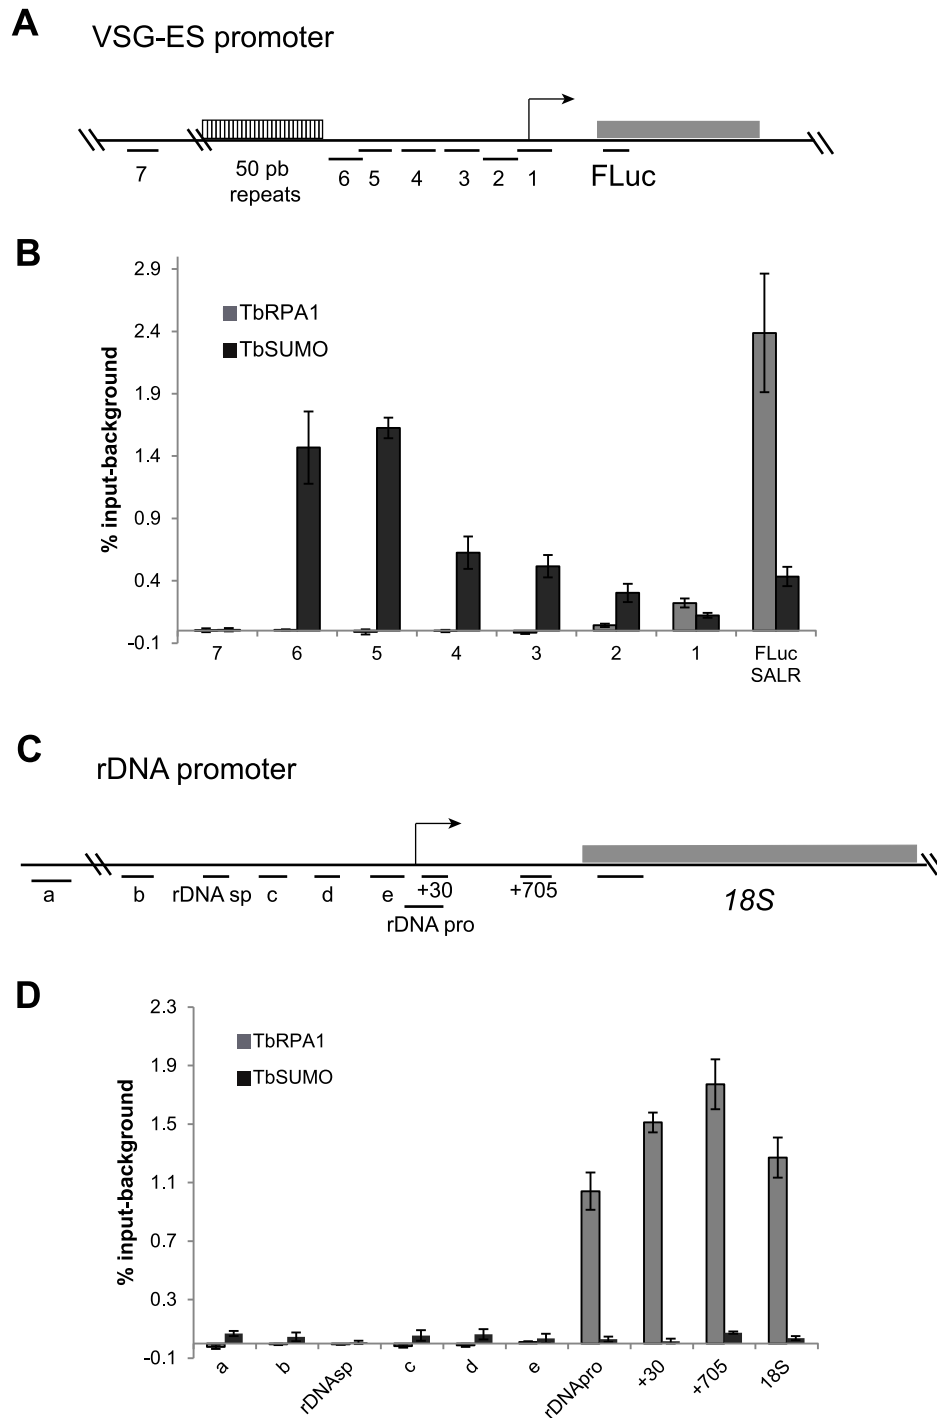 A
VSG-ES promoter
7
50 pb
repeats
6 5 4 3 2 1 FLuc
B
2.9
2.4
1.9
1.4
0.9
0.4
-0.1
% input-background
TbRPA1
TbSUMO
7 6 5 4 3 2 1 FLuc
SALR
C
rDNA promoter
a b rDNA sp c d e +30 +705 18S
rDNA pro
D
2.3
1.9
1.5
1.1
0.7
0.3
-0.1
% input-background
TbRPA1
TbSUMO
a b rDNAsp c d e rDNApro +30 +705 18S